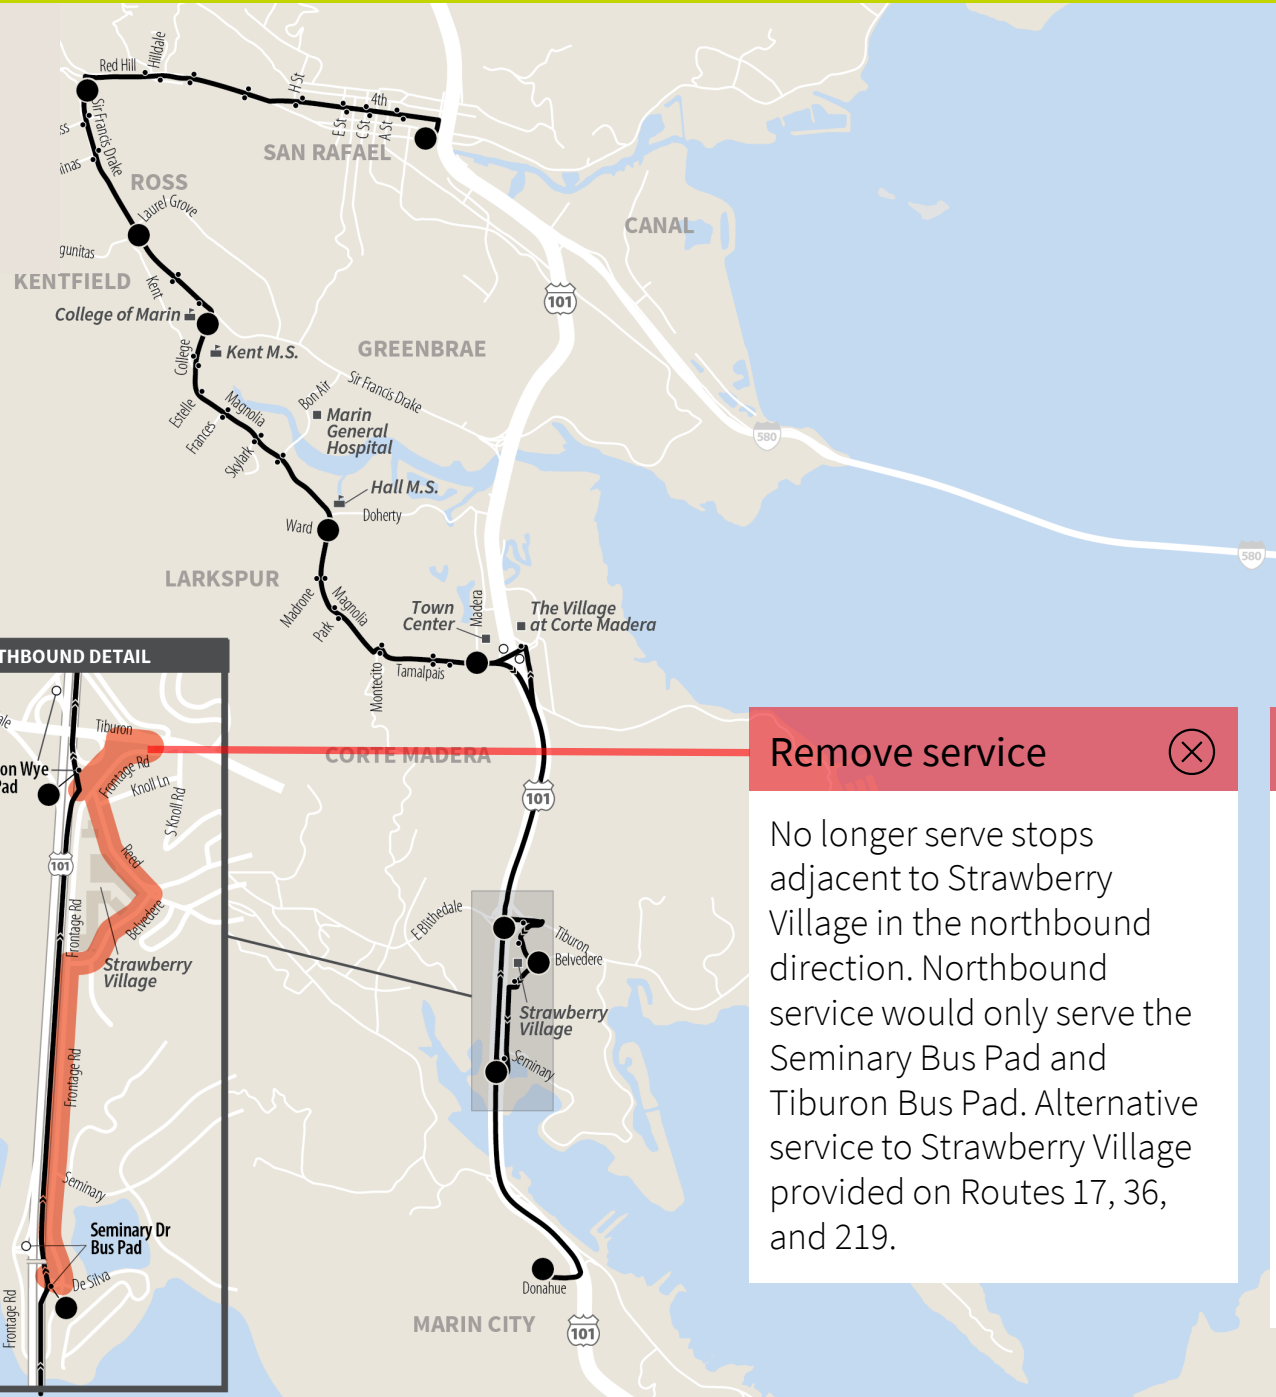 Red Hill
Hilldale
H St
4th
E St
C St
A St
SAN RAFAEL
Sir Francis Drake
ss
inas
ROSS
Laurel Grove
gunitas
KENTFIELD
Kent
College of Marin
Kent M.S.
College
CANAL
101
GREENBRAE
Sir Francis Drake
Bon Air
Marin
General
Hospital
Estelle
Magnolia
Frances
Skylark
580
Hall M.S.
Doherty
Ward
580
LARKSPUR
Madrone
Magnolia
Park
Town
Center
Madera
The Village
at Corte Madera
Montecito
Tamalpais
CORTE MADERA
101
THBOUND DETAIL
ale
Tiburon
on Wye
Pad
Frontage Rd
Knoll Ln
S Knoll Rd
101
Reed
Frontage Rd
Belvedere
Strawberry
Village
Frontage Rd
Seminary
Seminary Dr
Bus Pad
De Silva
Frontage Rd
E Blithedale
Tiburon
Belvedere
Strawberry
Village
Seminary
Donahue
MARIN CITY
101
Remove service
No longer serve stops
adjacent to Strawberry
Village in the northbound
direction. Northbound
service would only serve the
Seminary Bus Pad and
Tiburon Bus Pad. Alternative
service to Strawberry Village
provided on Routes 17, 36,
and 219.